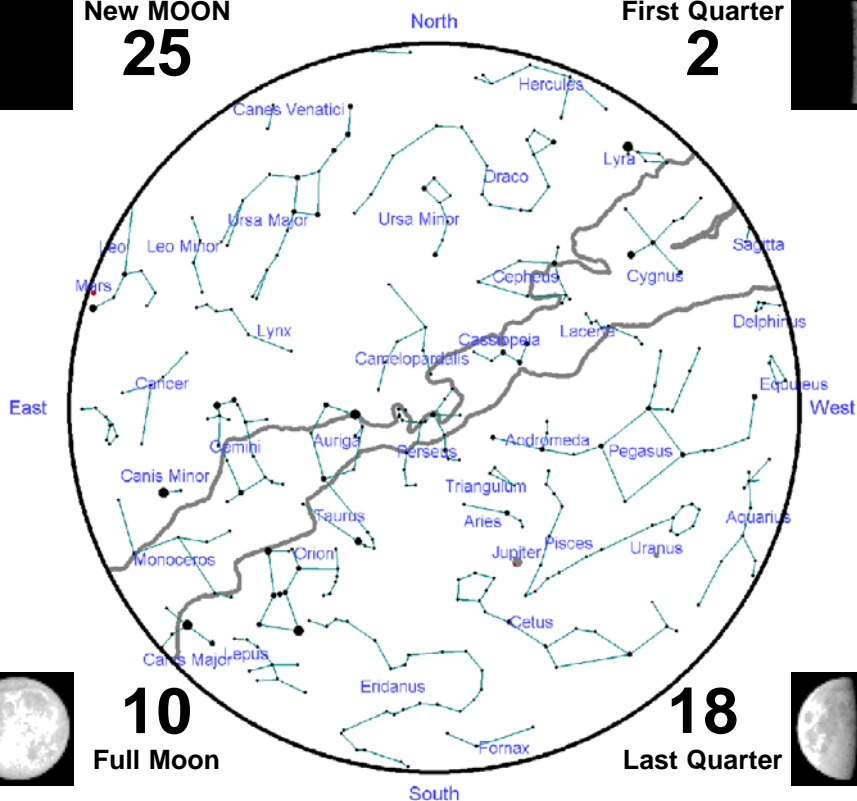 New MOON
25
North
First Quarter
2
Hercules
Canes Venatici
Lyra
Draco
Ursa Major
Ursa Minor
Leo
Leo Minor
Sagitta
Cepheus
Cygnus
Mars
Delphinus
Lynx
Cassiopeia
Lacerta
Camelopardalis
Cancer
Equuleus
East
West
Gemini
Auriga
Perseus
Andromeda
Pegasus
Canis Minor
Triangulum
Taurus
Aries
Aquarius
Monoceros
Orion
Jupiter
Pisces
Uranus
Cetus
Canis Major
Lepus
Eridanus
10
Full Moon
18
Last Quarter
Fornax
South